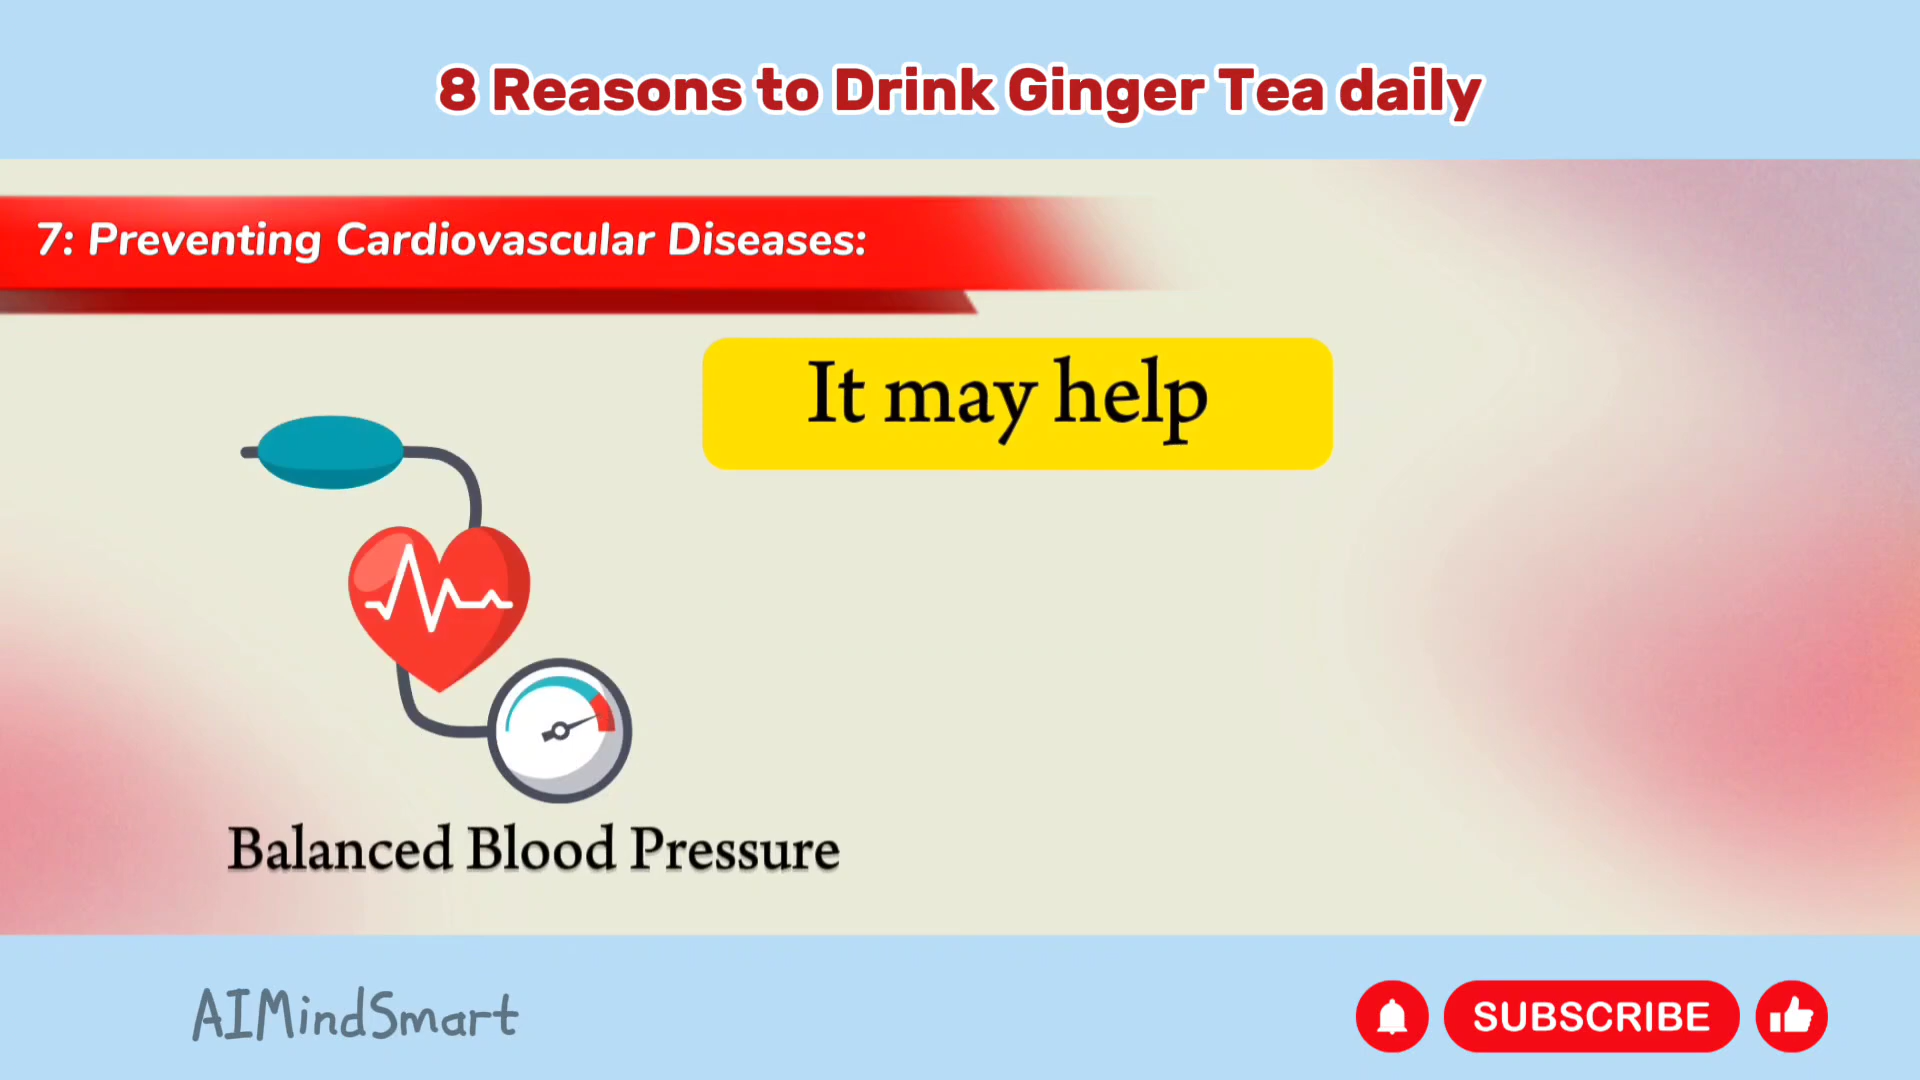 8 Reasons to Drink Ginger Tea daily
7: Preventing Cardiovascular Diseases:
It may help
Balanced Blood Pressure
AIMindSmart
SUBSCRIBE